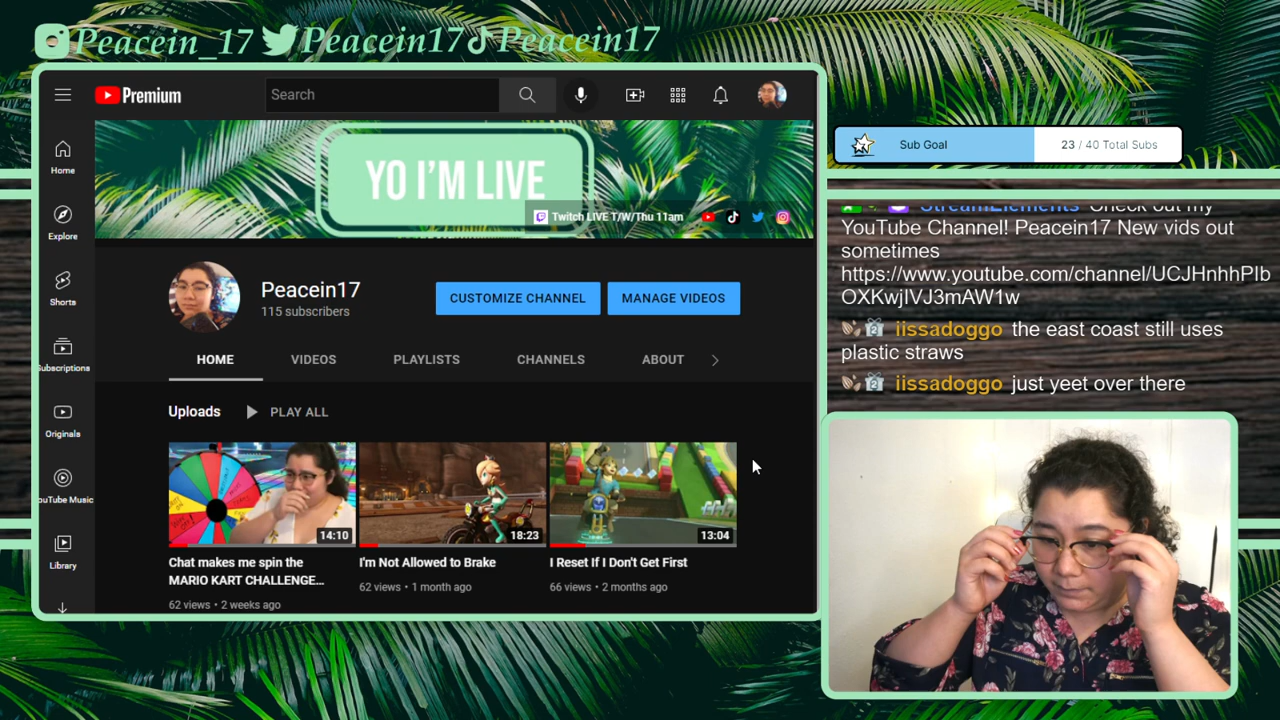 Peacein_17 Peacein17 Peacein17
Premium
Search
Home
Explore
Shorts
Subscriptions
Originals
YouTube Music
Library
YO I'M LIVE
Twitch LIVE T/W/Thu 11am
Peacein17
115 subscribers
CUSTOMIZE CHANNEL
MANAGE VIDEOS
HOME VIDEOS PLAYLISTS CHANNELS ABOUT
Uploads PLAY ALL
14:10
18:23
13:04
Chat makes me spin the
MARIO KART CHALLENGE...
62 views • 2 weeks ago
I'm Not Allowed to Brake
62 views • 1 month ago
I Reset If I Don't Get First
66 views • 2 months ago
Sub Goal 23 / 40 Total Subs
StreamElements Check out my
YouTube Channel! Peacein17 New vids out
sometimes
https://www.youtube.com/channel/UCJHnhhPIb
OXKwjIVJ3mAW1w
iissadoggo the east coast still uses
plastic straws
iissadoggo just yeet over there